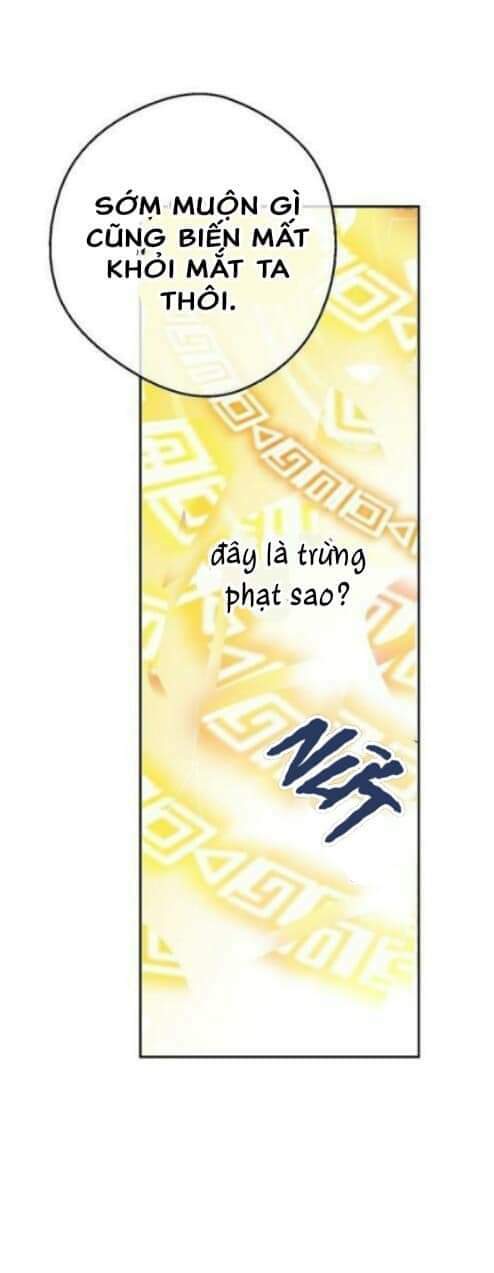 SỚM MUỘN GÌ
CŨNG BIẾN MẤT
KHỎI MẮT TA
THÔI.
đây là trừng
phạt sao?
NỨT